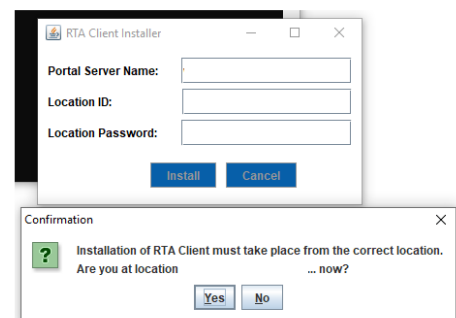 RTA Client Installer
Portal Server Name:
Location ID:
Location Password:
Install Cancel
Confirmation
Installation of RTA Client must take place from the correct location.
Are you at location ... now?
Yes No